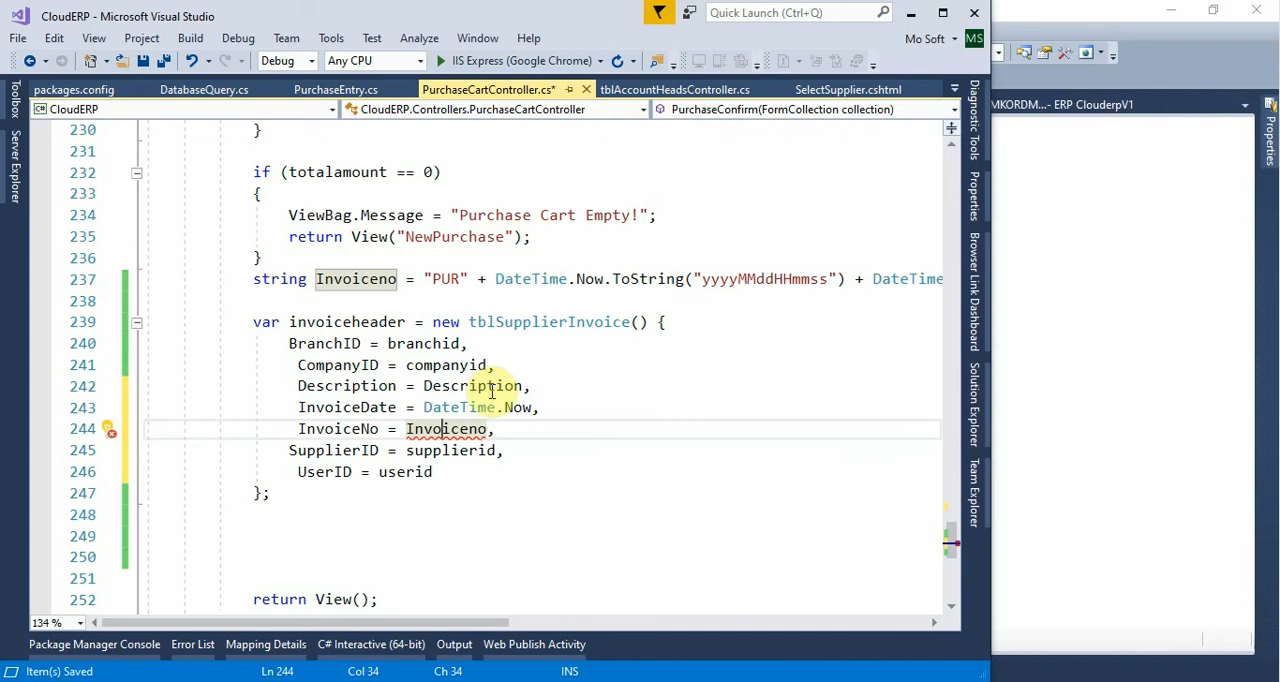 CloudERP - Microsoft Visual Studio
Quick Launch (Ctrl+Q)
File Edit View Project Build Debug Team Tools Test Analyze Window Help
Mo Soft MS
Debug Any CPU IIS Express (Google Chrome)
packages.config DatabaseQuery.cs PurchaseEntry.cs PurchaseCartController.cs* tblAccountHeadsController.cs SelectSupplier.cshtml
CloudERP CloudERP.Controllers.PurchaseCartController PurchaseConfirm(FormCollection collection)
MKORDM... - ERP ClouderpV1
Toolbox
Server Explorer
230 }
231
232 if (totalamount == 0)
233 {
234 ViewBag.Message = "Purchase Cart Empty!";
235 return View("NewPurchase");
236 }
237 string Invoiceno = "PUR" + DateTime.Now.ToString("yyyyMMddHHmmss") + DateTime
238
239 var invoiceheader = new tblSupplierInvoice() {
240 BranchID = branchid,
241 CompanyID = companyid,
242 Description = Description,
243 InvoiceDate = DateTime.Now,
244 InvoiceNo = Invoiceno,
245 SupplierID = supplierid,
246 UserID = userid
247 };
248
249
250
251
252 return View();
Diagnostic Tools
Properties
Browser Link Dashboard
Solution Explorer
Team Explorer
Properties
134 %
Package Manager Console Error List Mapping Details C# Interactive (64-bit) Output Web Publish Activity
Item(s) Saved Ln 244 Col 34 Ch 34 INS